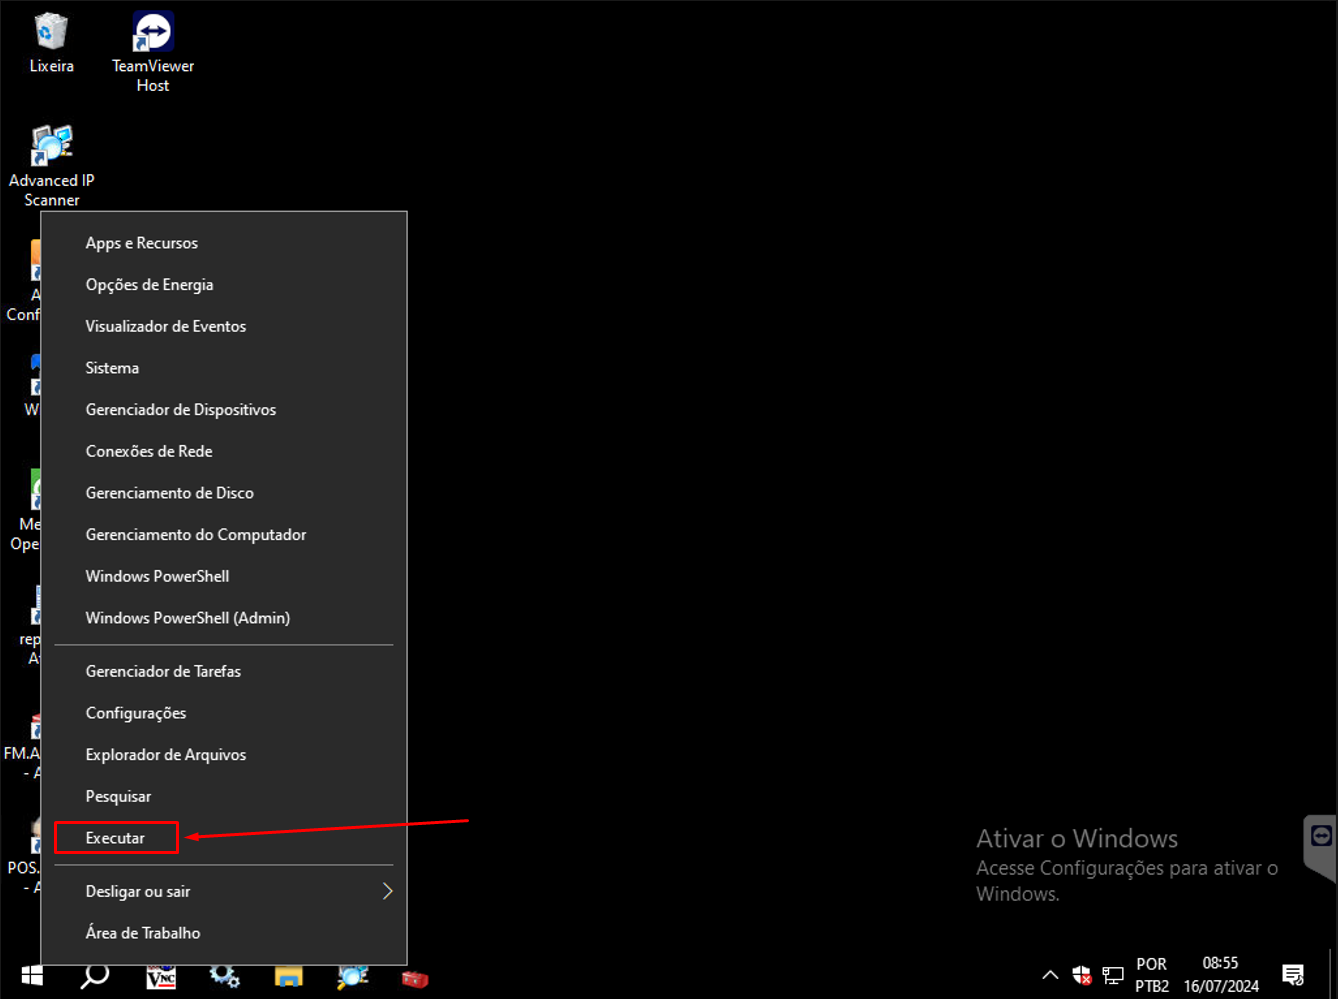 Lixeira
TeamViewer
Host
Advanced IP
Scanner
Apps e Recursos
Opções de Energia
Visualizador de Eventos
Sistema
Gerenciador de Dispositivos
Conexões de Rede
Gerenciamento de Disco
Gerenciamento do Computador
Windows PowerShell
Windows PowerShell (Admin)
Gerenciador de Tarefas
Configurações
Explorador de Arquivos
Pesquisar
Executar
Desligar ou sair
Área de Trabalho
A
Conf
W
Me
Ope
rep
A
FM.A
- A
POS.
- A
Ativar o Windows
Acesse Configurações para ativar o
Windows.
VNC
POR
PTB2
08:55
16/07/2024